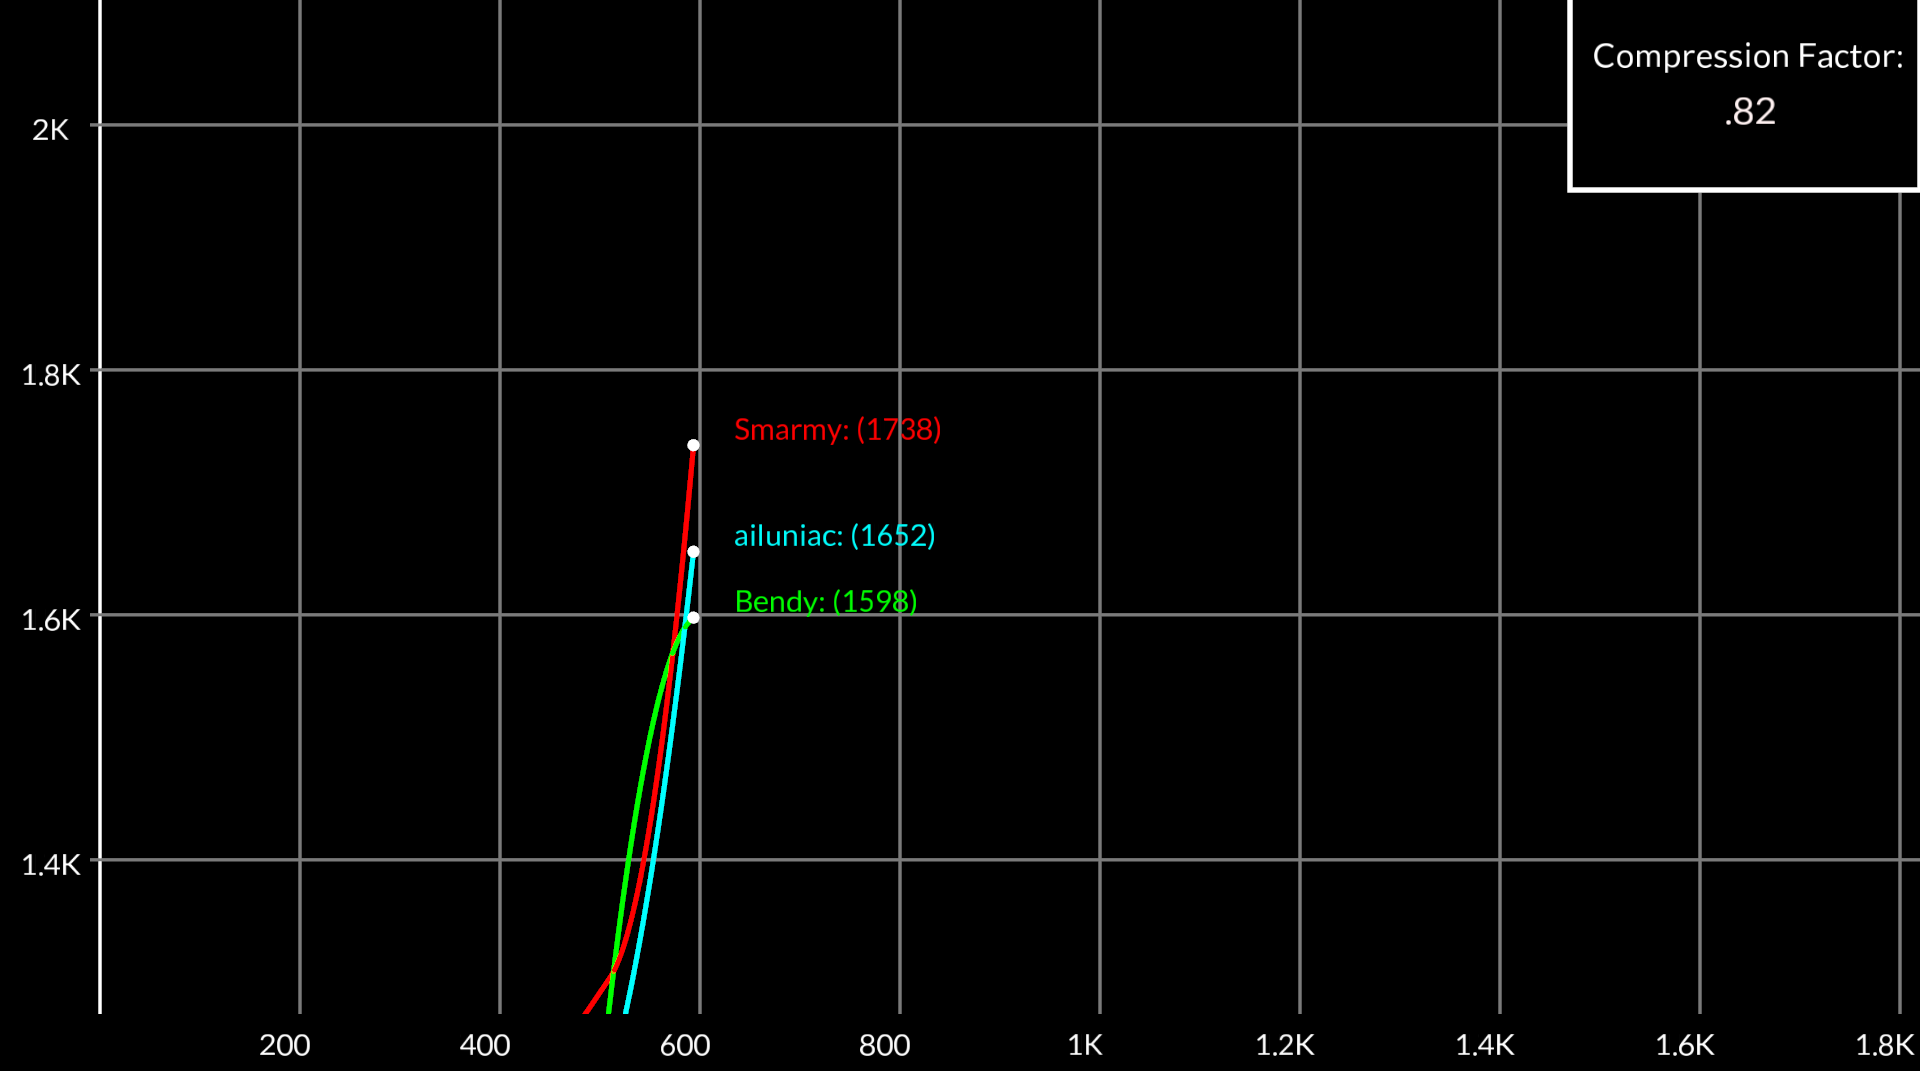 Compression Factor:
.82
2K
1.8K
Smarmy: (1738)
ailuniac: (1652)
Bendy: (1598)
1.6K
1.4K
200 400 600 800 1K 1.2K 1.4K 1.6K 1.8K